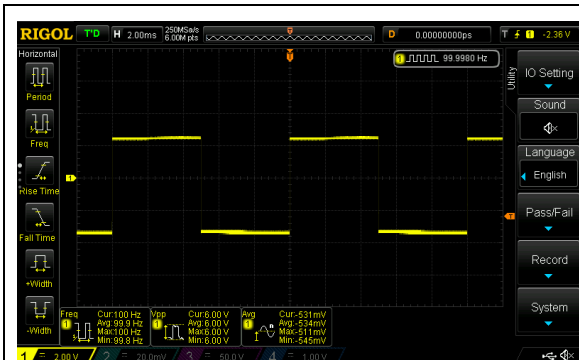 RIGOL T'D H 2.00ms 250MSa/s 6.00M pts D 0.00000000ps T 1 -2.36 V
Horizontal
1 99.9980 Hz
Utility
Period
Freq
Rise Time
Fall Time
+Width
-Width
1
T
IO Setting
Sound
Language
English
Pass/Fail
Record
System
Freq Cur:100 Hz Vpp Cur:6.00 V Avg Cur:-531mV
1 Avg:99.9 Hz 1 Avg:6.00 V 1 Avg:-534mV
Max:100 Hz Max:6.00 V Max:-511mV
Min:99.8 Hz Min:6.00 V Min:-545mV
1 = 2.00 V 2 = 20.0mV 3 = 50.0 V 4 = 1.00 V